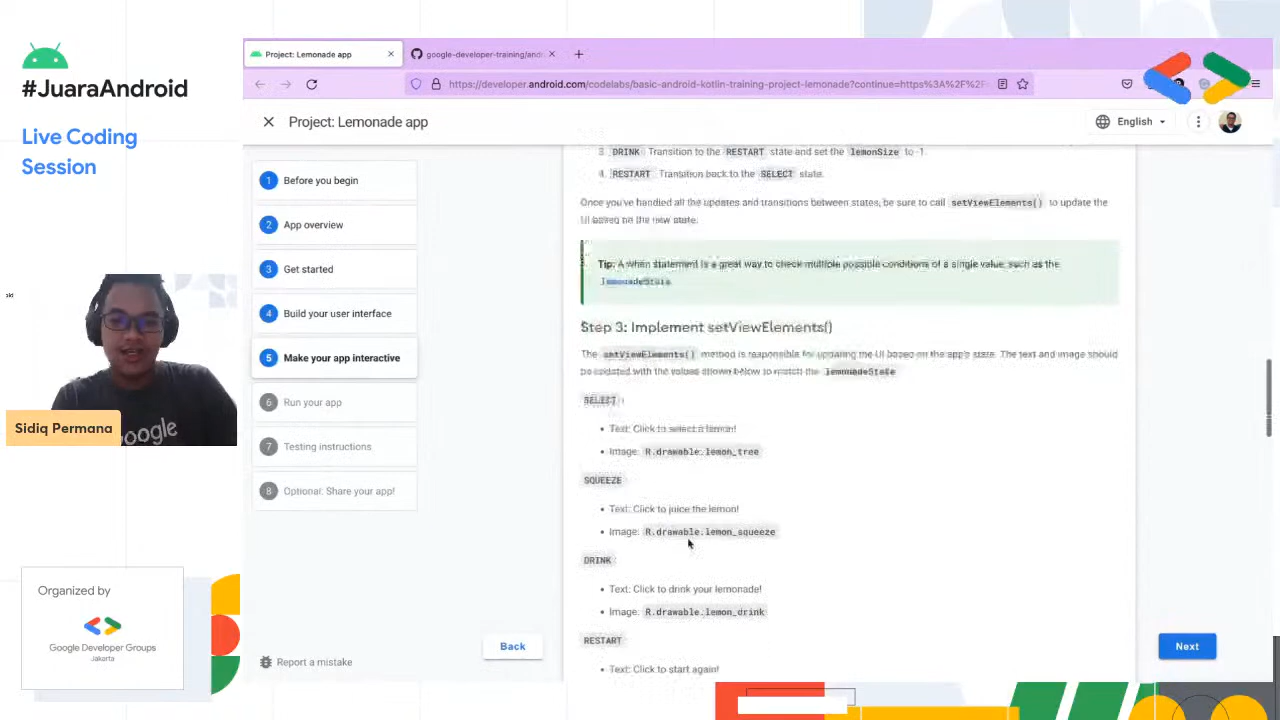 #JuaraAndroid
Live Coding
Session
Sidiq Permana
Google
Organized by
Google Developer Groups
Jakarta
Project: Lemonade app
google-developer-training/andr
https://developer.android.com/codelabs/basic-android-kotlin-training-project-lemonade?continue=https%3A%2F%2F
Project: Lemonade app
English
1 Before you begin
2 App overview
3 Get started
4 Build your user interface
5 Make your app interactive
6 Run your app
7 Testing instructions
8 Optional: Share your app!
Report a mistake
3. DRINK Transition to the RESTART state and set the lemonSize to -1.
4. RESTART Transition back to the SELECT state.
Once you've handled all the updates and transitions between states, be sure to call setViewElements() to update the
UI based on the new state.
Tip: A when statement is a great way to check multiple possible conditions of a single value, such as the
lemonadeState.
Step 3: Implement setViewElements()
The setViewElements() method is responsible for updating the UI based on the app's state. The text and image should
be updated with the values shown below to match the lemonadeState
SELECT
• Text: Click to select a lemon!
• Image: R.drawable.lemon_tree
SQUEEZE
• Text: Click to juice the lemon!
• Image: R.drawable.lemon_squeeze
DRINK
• Text: Click to drink your lemonade!
• Image: R.drawable.lemon_drink
RESTART
• Text: Click to start again!
Back
Next